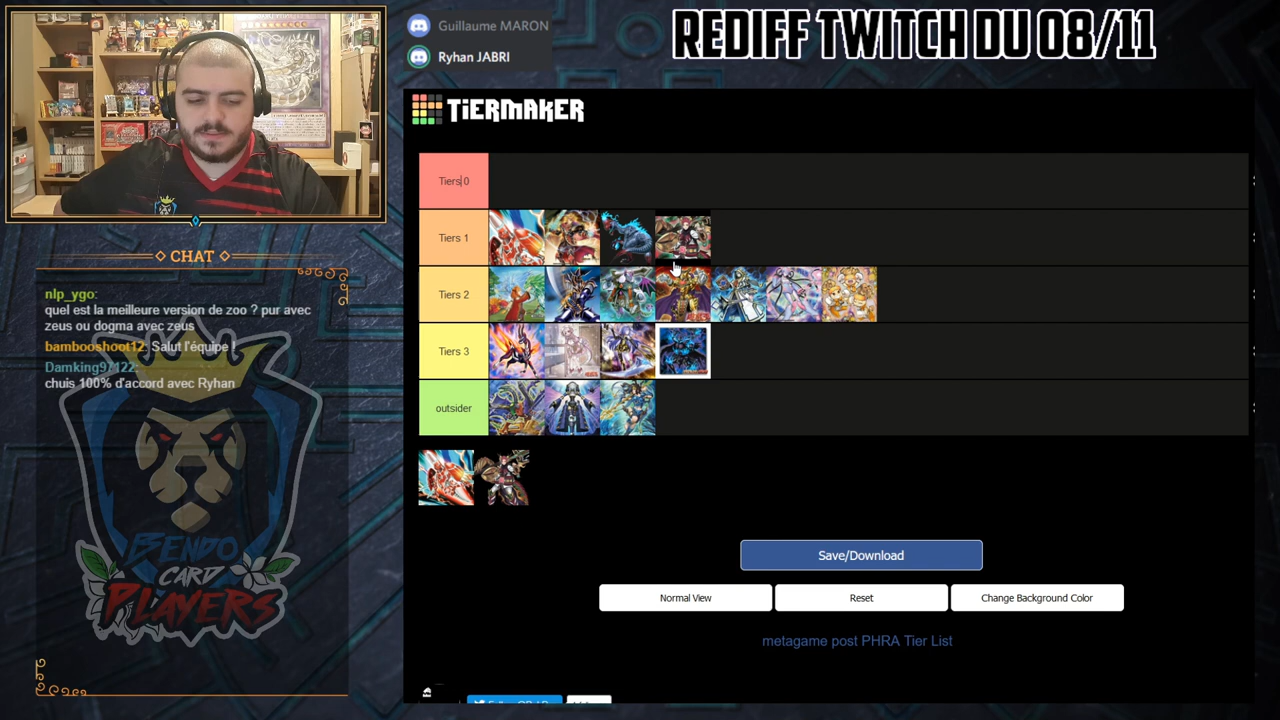 Guillaume MARON
Ryhan JABRI
REDIFF TWITCH DU 08/11
TiERMAKER
Tiers 0
Tiers 1
Tiers 2
Tiers 3
outsider
CHAT
nlp_ygo:
quel est la meilleure version de zoo ? pur avec
zeus ou dogma avec zeus
bambooshoot12: Salut l'équipe !
Damking97122:
chuis 100% d'accord avec Ryhan
BENDO
CARD
PLAYERS
Save/Download
Normal View
Reset
Change Background Color
metagame post PHRA Tier List